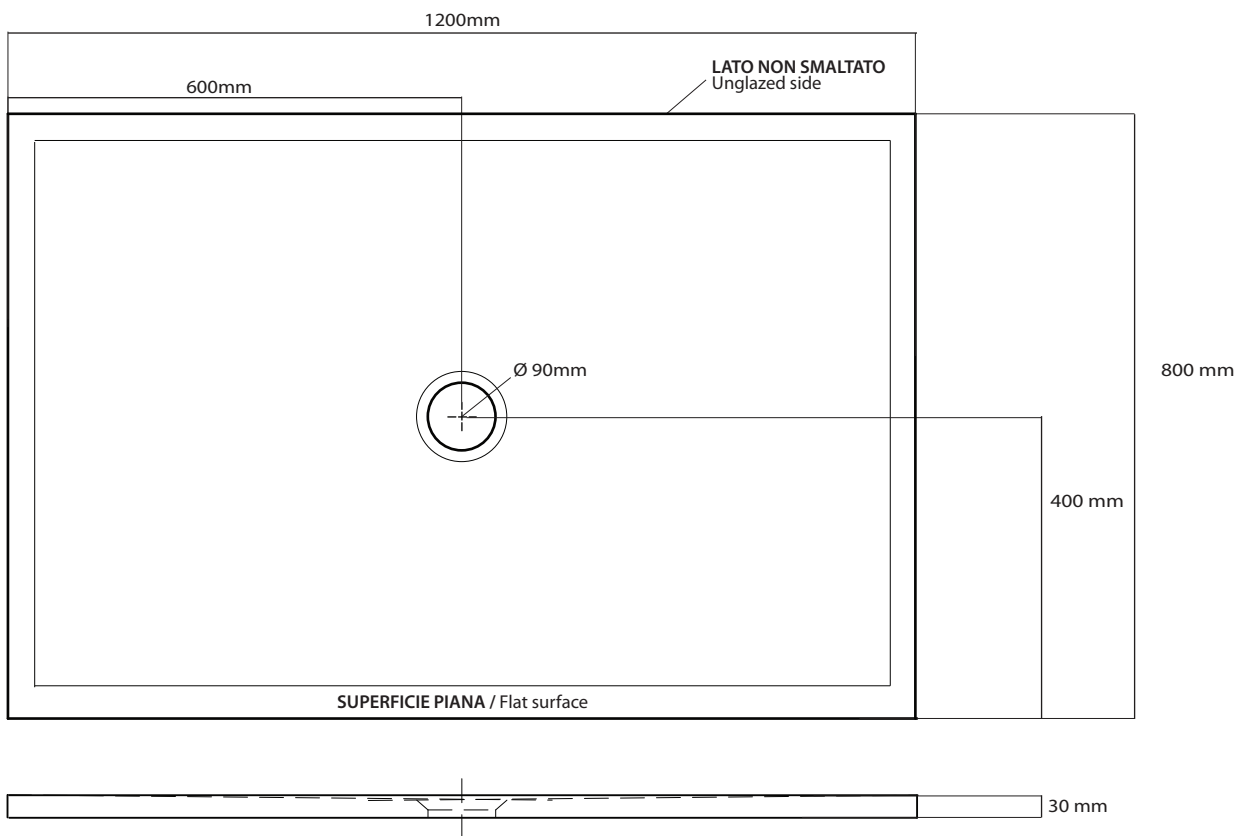 1200mm
LATO NON SMALTATO
Unglazed side
600mm
Ø 90mm
800 mm
400 mm
SUPERFICIE PIANA / Flat surface
30 mm